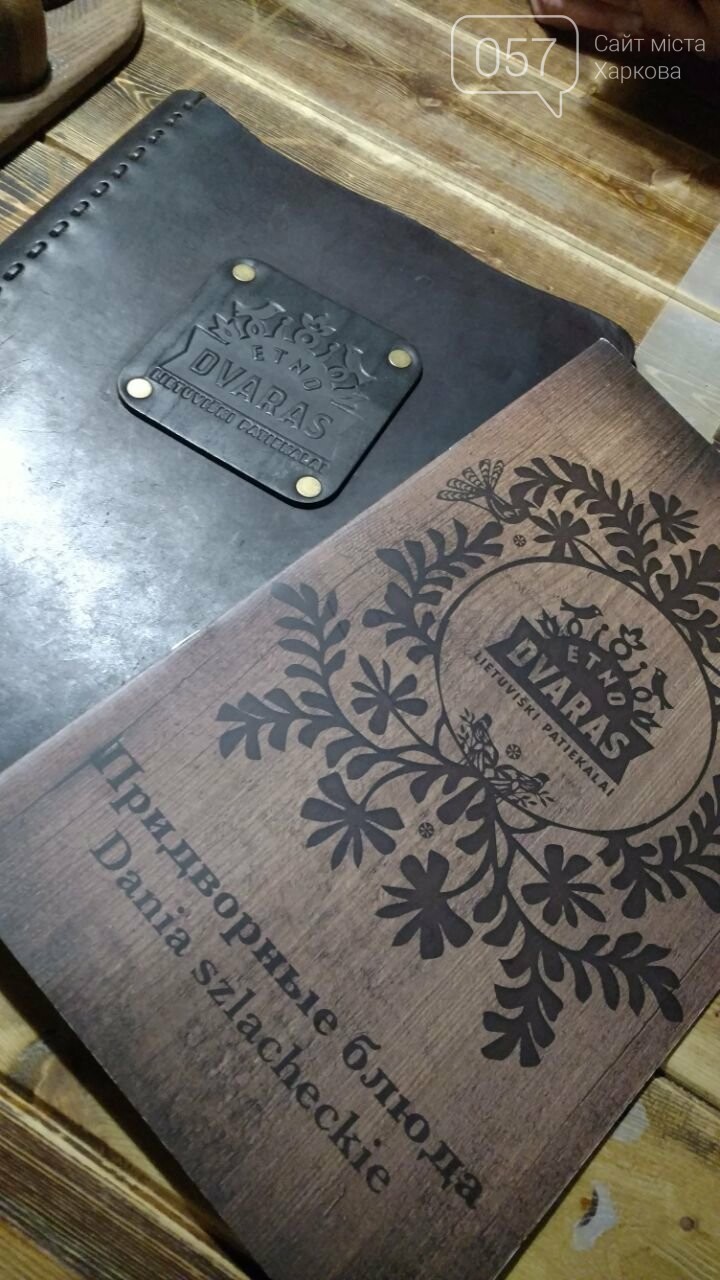 057
Сайт міста
Харкова
ETNO
DVARAS
LIETUVIŠKI PATIEKALAI
ETNO
DVARAS
LIETUVIŠKI PATIEKALAI
Придворные блюда
Dania szlacheckie